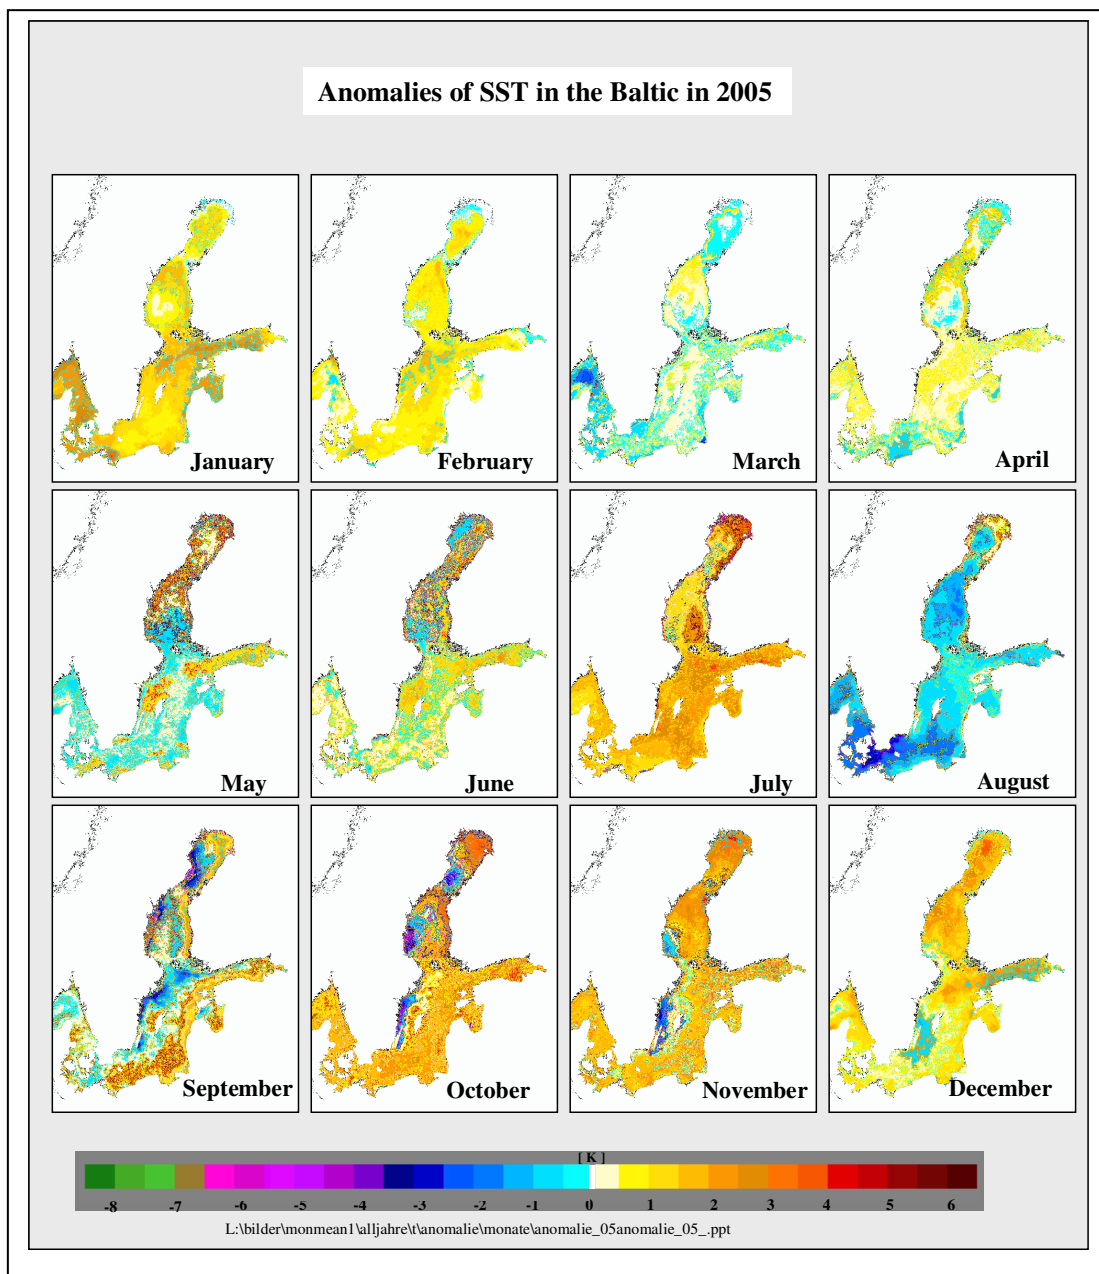 Anomalies of SST in the Baltic in 2005
January
February
March
April
May
June
July
August
September
October
November
December
[ K ]
-8 -7 -6 -5 -4 -3 -2 -1 0 1 2 3 4 5 6
L:\bilder\monmean1\alljahre\t\anomalie\monate\anomalie_05anomalie_05_.ppt